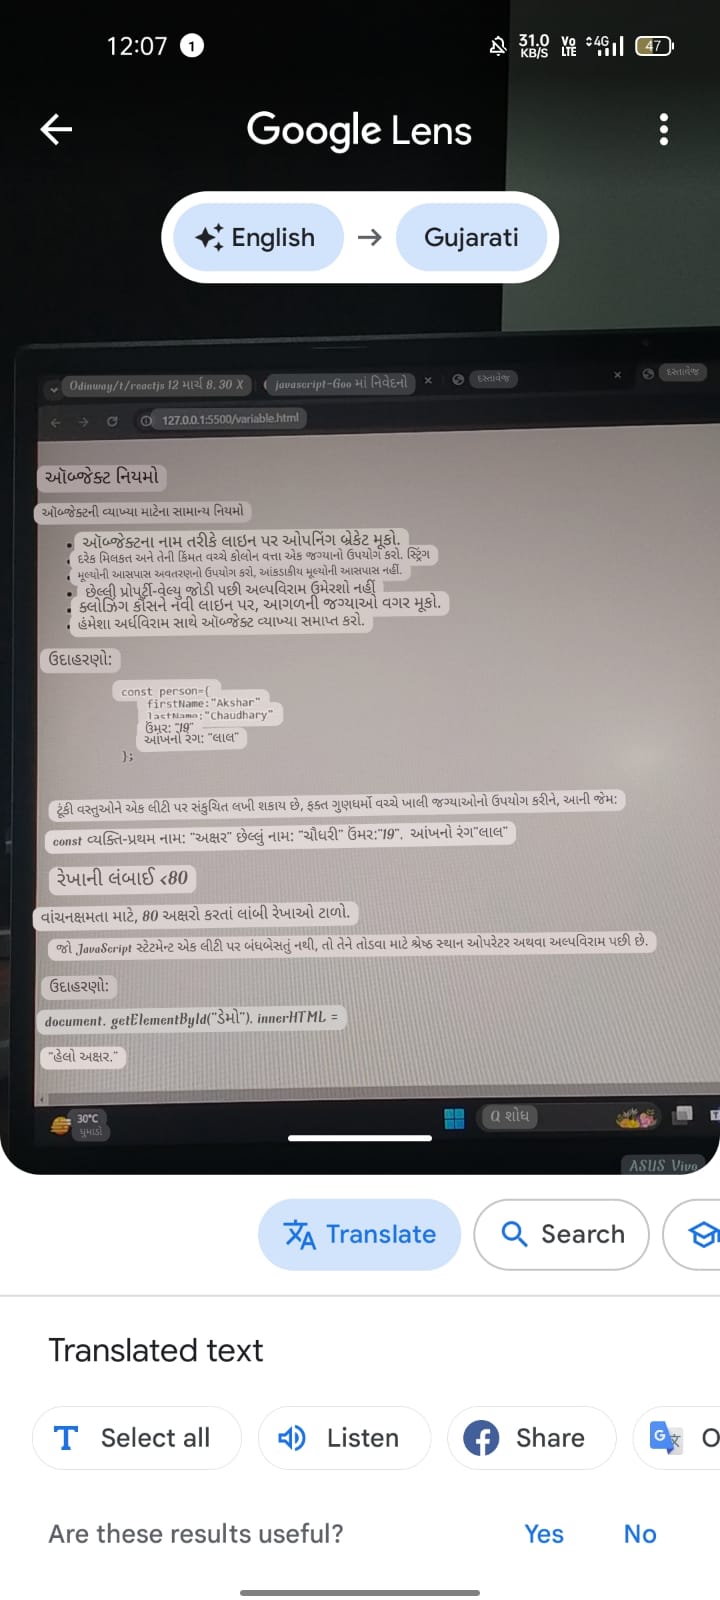 12:07 1 31.0 KB/S Vo LTE 4G 47
Google Lens
English → Gujarati
Odinway/t/reactjs 12 માર્ચ 8. 30 X
javascript-Goo માં નિવેદનો ×
દસ્તાવેજ ×
દસ્તાવેજ
127.0.0.1:5500/variable.html
ઑબ્જેક્ટ નિયમો
ઑબ્જેક્ટની વ્યાખ્યા માટેના સામાન્ય નિયમો
• ઑબ્જેક્ટના નામ તરીકે લાઇન પર ઓપનિંગ બ્રેકેટ મૂકો.
• દરેક મિલકત અને તેની કિંમત વચ્ચે કોલોન વત્તા એક જગ્યાનો ઉપયોગ કરો. સ્ટ્રિંગ
• મૂલ્યોની આસપાસ અવતરણનો ઉપયોગ કરો, આંકડાકીય મૂલ્યોની આસપાસ નહીં.
• છેલ્લી પ્રોપર્ટી-વેલ્યુ જોડી પછી અલ્પવિરામ ઉમેરશો નહીં
• ક્લોઝિંગ કૌંસને નવી લાઇન પર, આગળની જગ્યાઓ વગર મૂકો.
• હંમેશા અર્ધવિરામ સાથે ઑબ્જેક્ટ વ્યાખ્યા સમાપ્ત કરો.
ઉદાહરણો:
const person={
firstName:"Akshar"
lastName:"Chaudhary"
ઉંમર: "19"
આંખનો રંગ: "લાલ"
};
ટૂંકી વસ્તુઓને એક લીટી પર સંકુચિત લખી શકાય છે, ફક્ત ગુણધર્મો વચ્ચે ખાલી જગ્યાઓનો ઉપયોગ કરીને, આની જેમ:
const વ્યક્તિ-પ્રથમ નામ: "અક્ષર" છેલ્લું નામ: "ચૌધરી" ઉંમર:"19". આંખનો રંગ"લાલ"
રેખાની લંબાઈ <80
વાંચનક્ષમતા માટે, 80 અક્ષરો કરતાં લાંબી રેખાઓ ટાળો.
જો JavaScript સ્ટેટમેન્ટ એક લીટી પર બંધબેસતું નથી, તો તેને તોડવા માટે શ્રેષ્ઠ સ્થાન ઓપરેટર અથવા અલ્પવિરામ પછી છે.
ઉદાહરણો:
document. getElementById("ડેમો"). innerHTML =
"હેલો અક્ષર."
30°C
ધુમાડો
Q શોધ
ASUS Vivo
Translate
Search
Translated text
Select all
Listen
Share
O
Are these results useful? Yes No